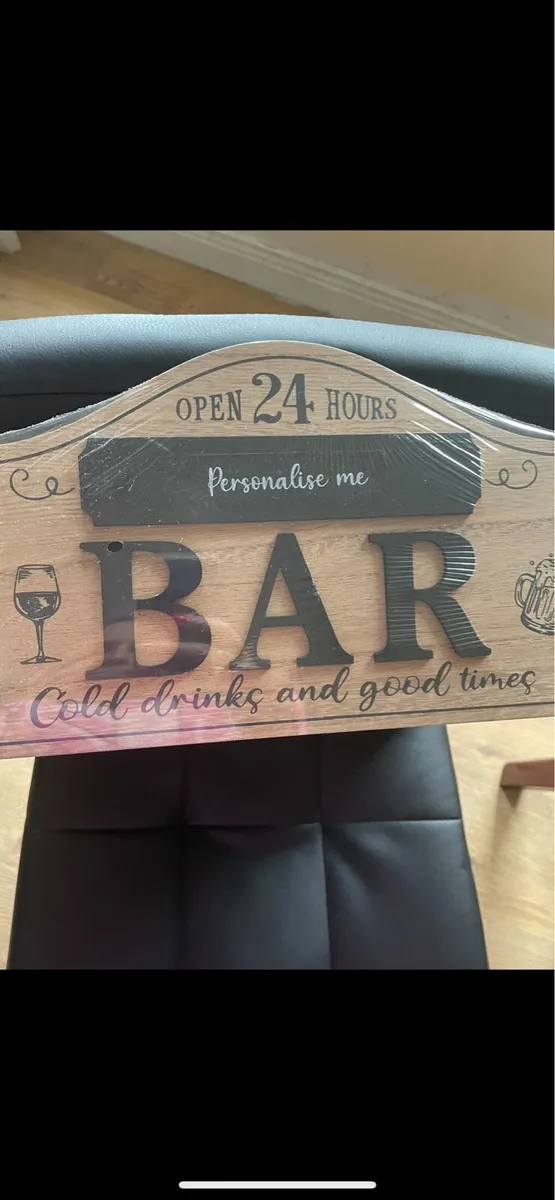 OPEN 24 HOURS
Personalise me
BAR
Cold drinks and good times